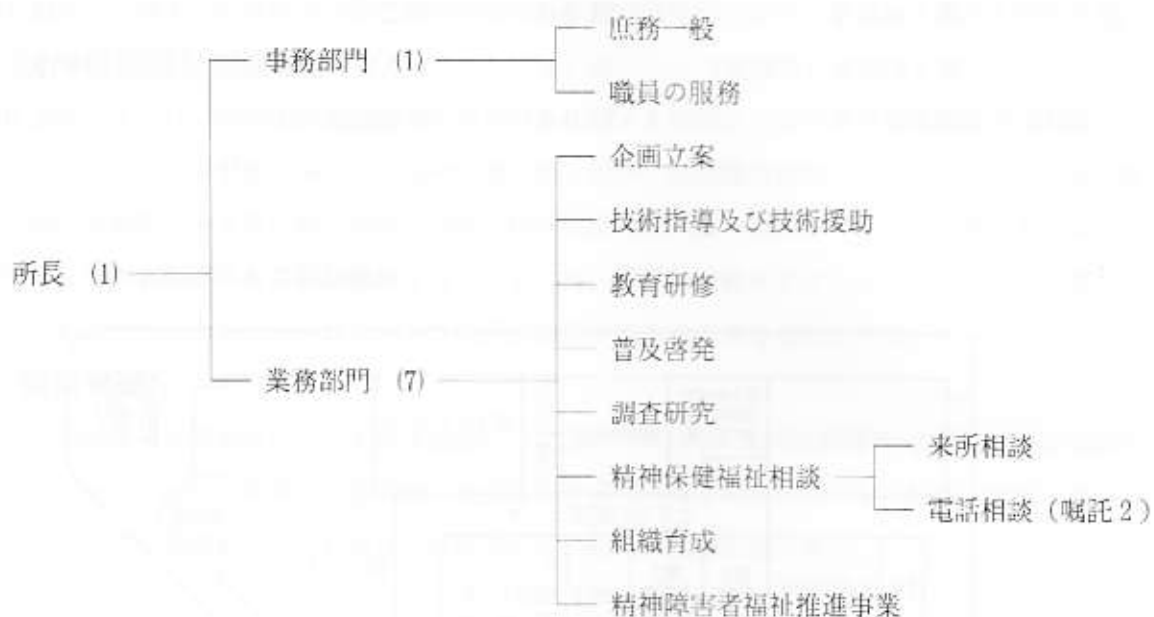 庶務一般
事務部門 (1)
職員の服務
企画立案
技術指導及び技術援助
所長 (1)
教育研修
普及啓発
業務部門 (7)
調査研究
来所相談
精神保健福祉相談
電話相談（嘱託2）
組織育成
精神障害者福祉推進事業